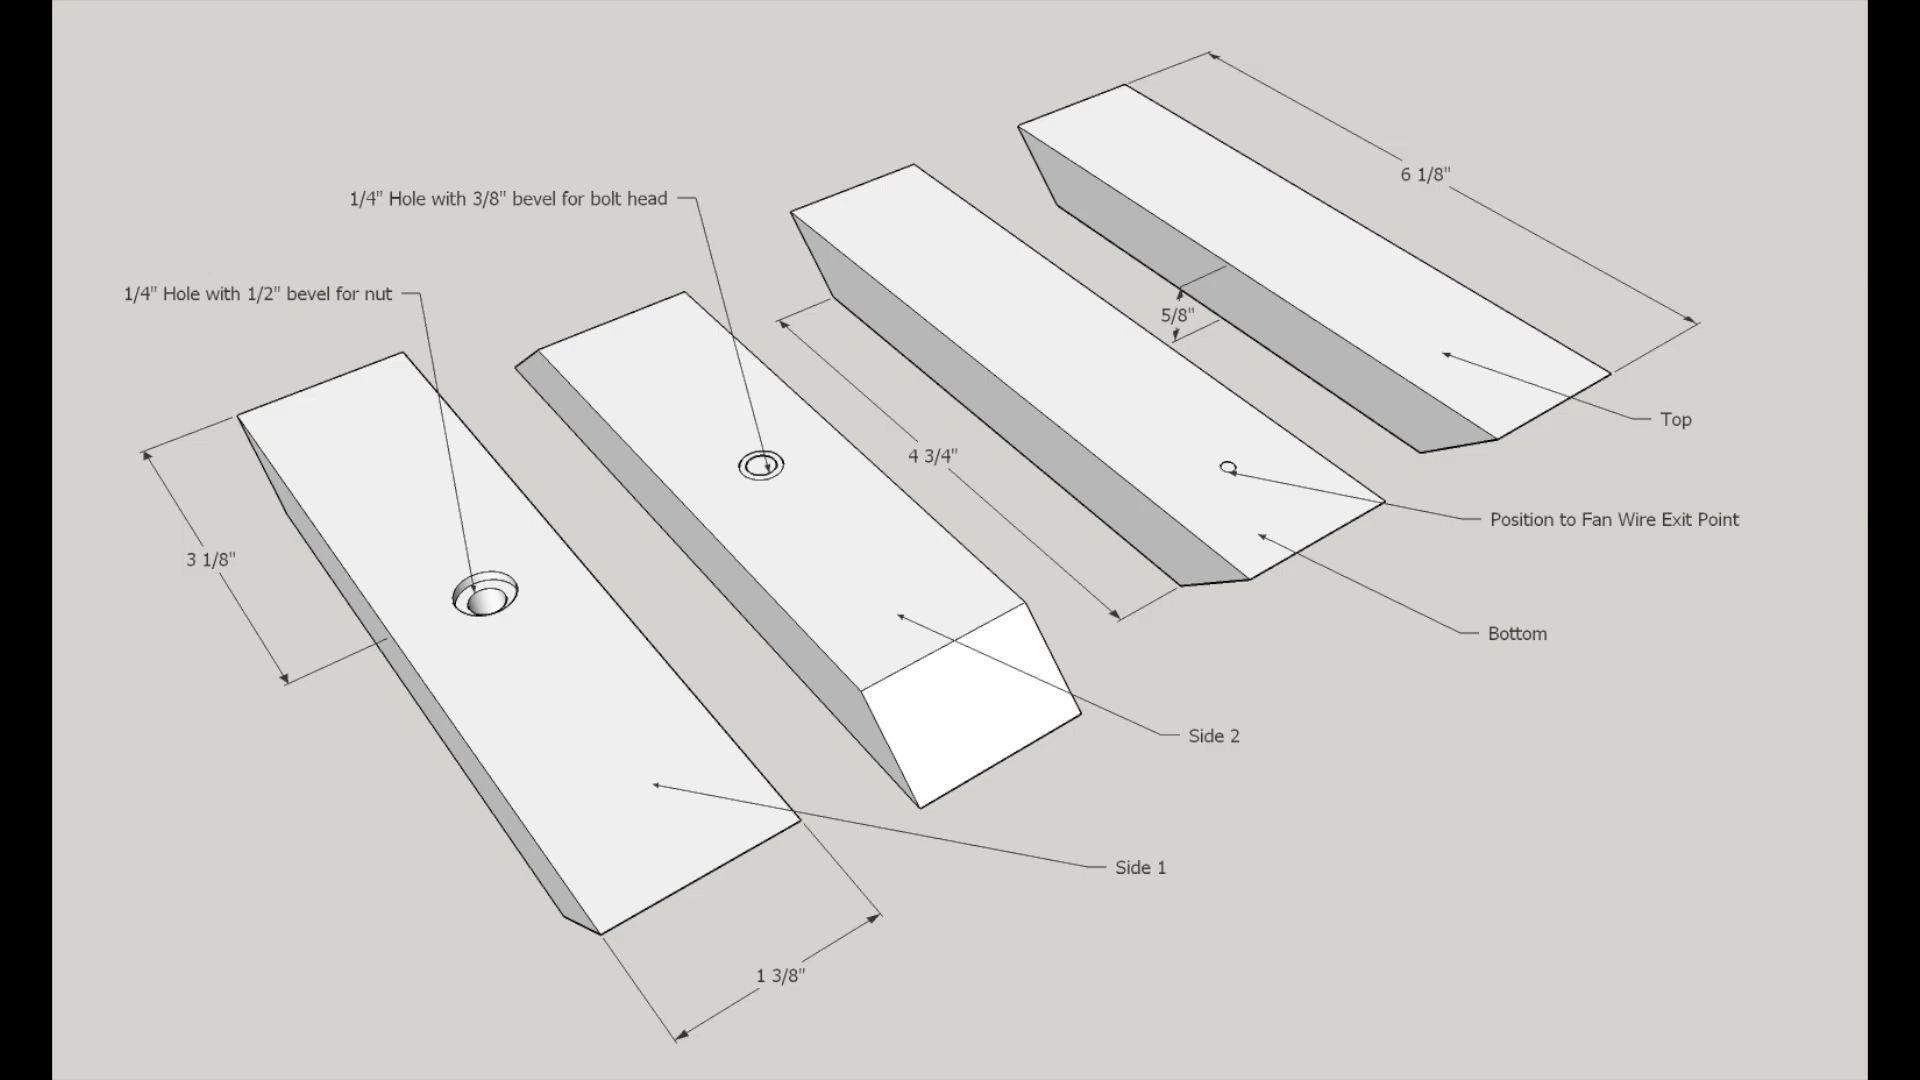 6 1/8"
1/4" Hole with 3/8" bevel for bolt head
1/4" Hole with 1/2" bevel for nut
5/8"
Top
4 3/4"
Position to Fan Wire Exit Point
3 1/8"
Bottom
Side 2
Side 1
1 3/8"